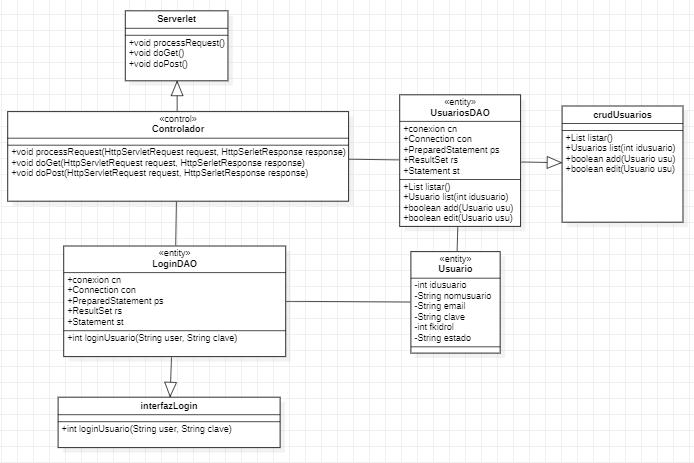 Serverlet
+void processRequest()
+void doGet()
+void doPost()
«control»
Controlador
+void processRequest(HttpServletRequest request, HttpSerletResponse response)
+void doGet(HttpServletRequest request, HttpSerletResponse response)
+void doPost(HttpServletRequest request, HttpSerletResponse response)
«entity»
UsuariosDAO
+conexion cn
+Connection con
+PreparedStatement ps
+ResultSet rs
+Statement st
+List listar()
+Usuario list(int idusuario)
+boolean add(Usuario usu)
+boolean edit(Usuario usu)
crudUsuarios
+List listar()
+Usuarios list(int idusuario)
+boolean add(Usuario usu)
+boolean edit(Usuario usu)
«entity»
LoginDAO
+conexion cn
+Connection con
+PreparedStatement ps
+ResultSet rs
+Statement st
+int loginUsuario(String user, String clave)
«entity»
Usuario
-int idusuario
-String nomusuario
-String email
-String clave
-int fkidrol
-String estado
interfazLogin
+int loginUsuario(String user, String clave)